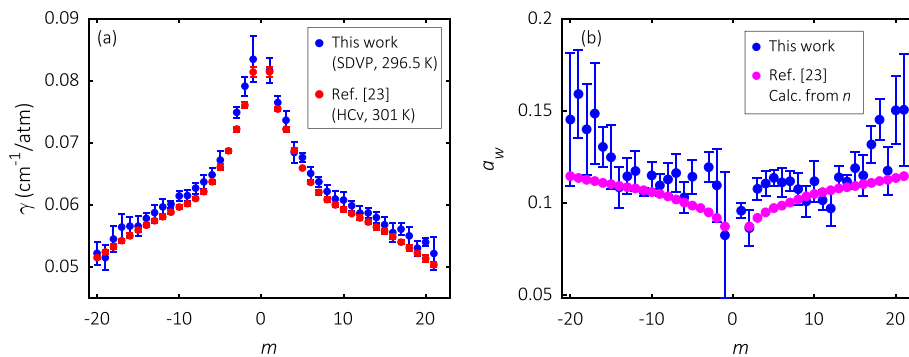 (a)
This work
(SDVP, 296.5 K)
Ref. [23]
(HCv, 301 K)
0.09
0.08
0.07
0.06
0.05
γ (cm⁻¹/atm)
-20 -10 0 10 20
m
(b)
This work
Ref. [23]
Calc. from n
0.2
0.15
0.1
0.05
a_w
-20 -10 0 10 20
m